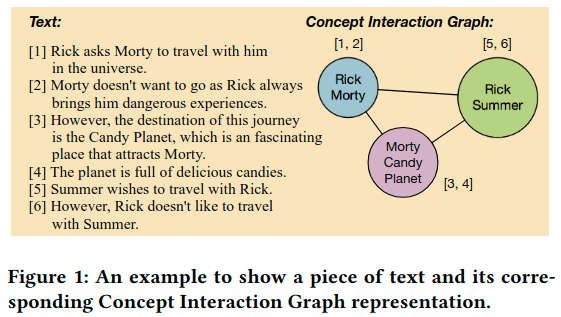 Text:
[1] Rick asks Morty to travel with him
in the universe.
[2] Morty doesn't want to go as Rick always
brings him dangerous experiences.
[3] However, the destination of this journey
is the Candy Planet, which is an fascinating
place that attracts Morty.
[4] The planet is full of delicious candies.
[5] Summer wishes to travel with Rick.
[6] However, Rick doesn't like to travel
with Summer.
Concept Interaction Graph:
[1, 2]
Rick
Morty
[5, 6]
Rick
Summer
Morty
Candy
Planet
[3, 4]
Figure 1: An example to show a piece of text and its corre-
sponding Concept Interaction Graph representation.